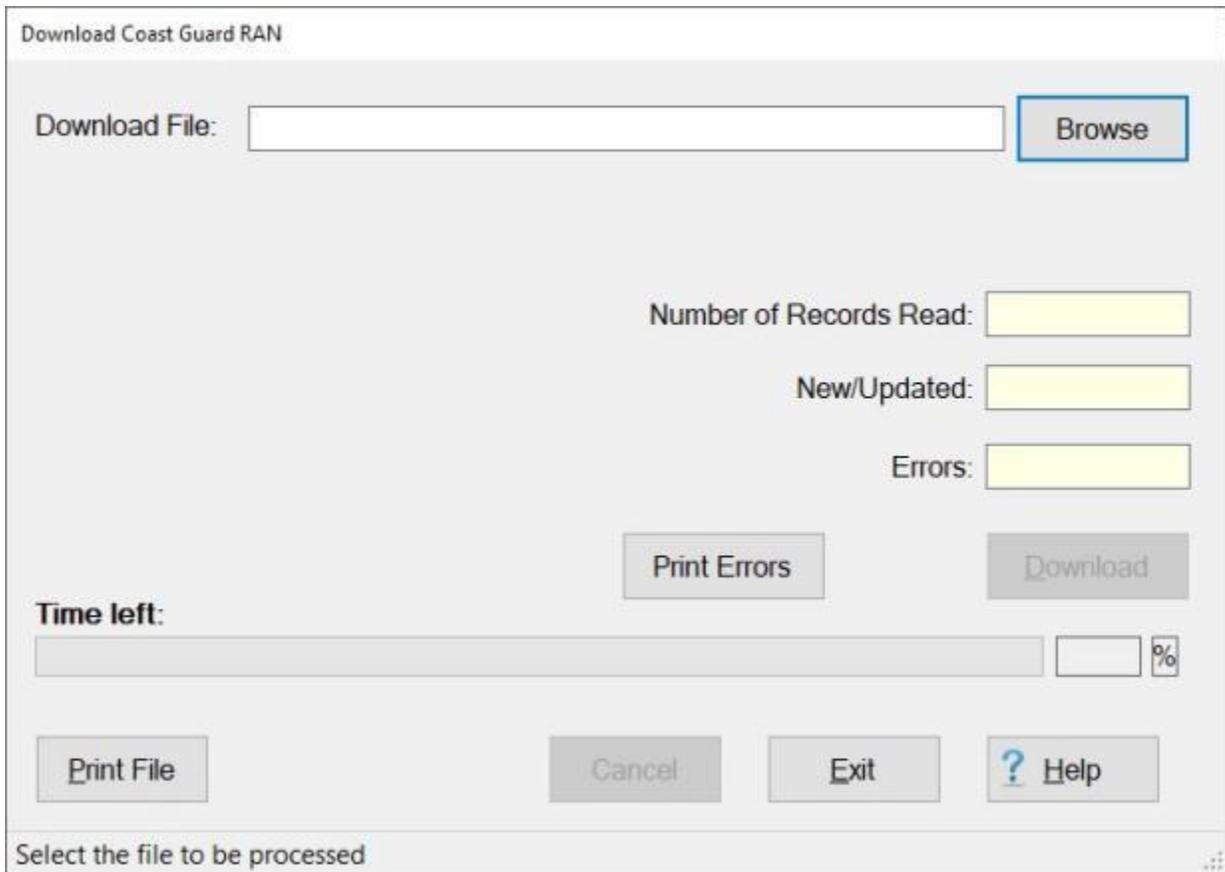 Download Coast Guard RAN
Download File:
Browse
Number of Records Read:
New/Updated:
Errors:
Print Errors
Download
Time left:
%
Print File
Cancel
Exit
? Help
Select the file to be processed